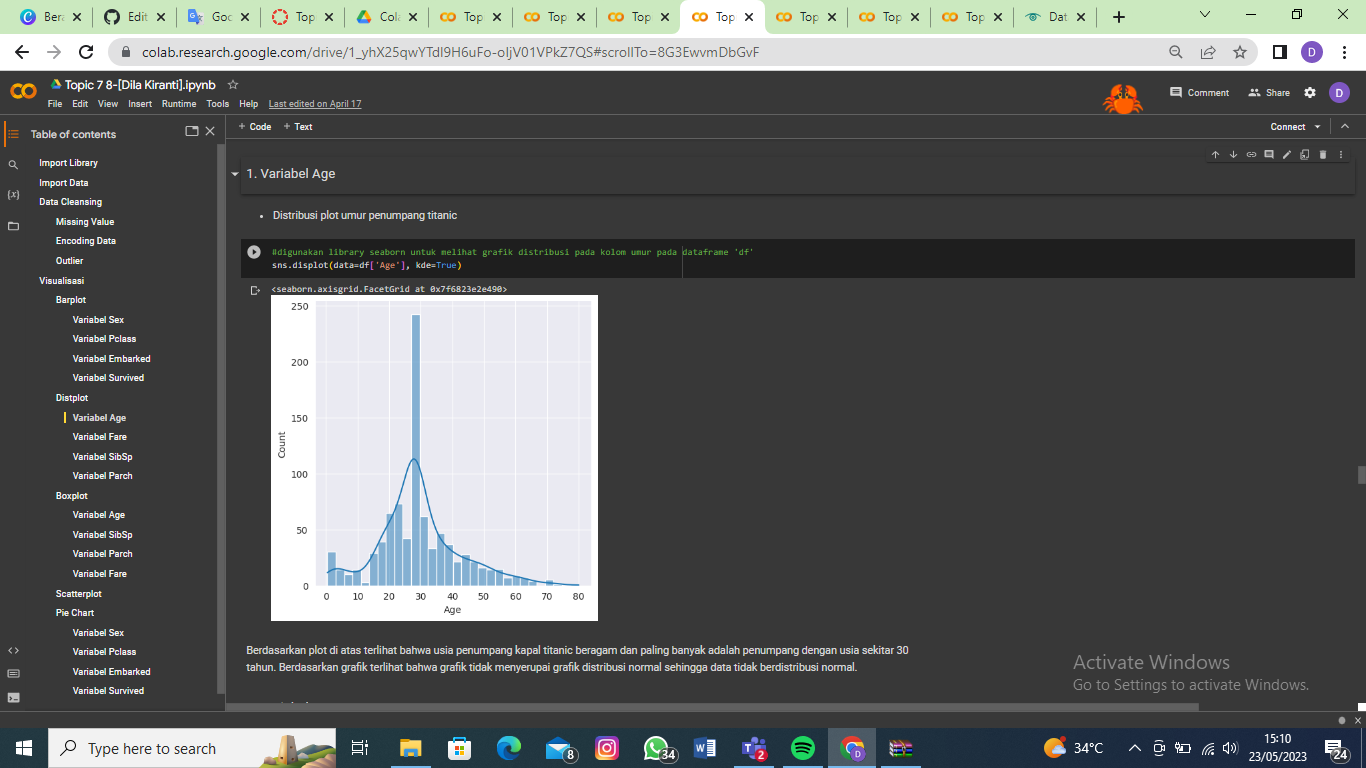 Bera
Edit
Goo
Top
Cola
Top
Top
Top
Top
Top
Top
Top
Dat
colab.research.google.com/drive/1_yhX25qwYTdI9H6uFo-oIjV01VPkZ7QS#scrollTo=8G3EwvmDbGvF
D
Topic 7 8-[Dila Kiranti].ipynb
File Edit View Insert Runtime Tools Help Last edited on April 17
Comment Share D
Table of contents
+ Code + Text
Connect
Import Library
Import Data
Data Cleansing
Missing Value
Encoding Data
Outlier
Visualisasi
Barplot
Variabel Sex
Variabel Pclass
Variabel Embarked
Variabel Survived
Distplot
Variabel Age
Variabel Fare
Variabel SibSp
Variabel Parch
Boxplot
Variabel Age
Variabel SibSp
Variabel Parch
Variabel Fare
Scatterplot
Pie Chart
Variabel Sex
Variabel Pclass
Variabel Embarked
Variabel Survived
1. Variabel Age
• Distribusi plot umur penumpang titanic
#digunakan library seaborn untuk melihat grafik distribusi pada kolom umur pada dataframe 'df'
sns.displot(data=df['Age'], kde=True)
<seaborn.axisgrid.FacetGrid at 0x7f6823e2e490>
250
200
150
100
50
0
Count
0 10 20 30 40 50 60 70 80
Age
Berdasarkan plot di atas terlihat bahwa usia penumpang kapal titanic beragam dan paling banyak adalah penumpang dengan usia sekitar 30
tahun. Berdasarkan grafik terlihat bahwa grafik tidak menyerupai grafik distribusi normal sehingga data tidak berdistribusi normal.
Activate Windows
Go to Settings to activate Windows.
Type here to search
8
34
2
D
34°C
15:10
23/05/2023
24